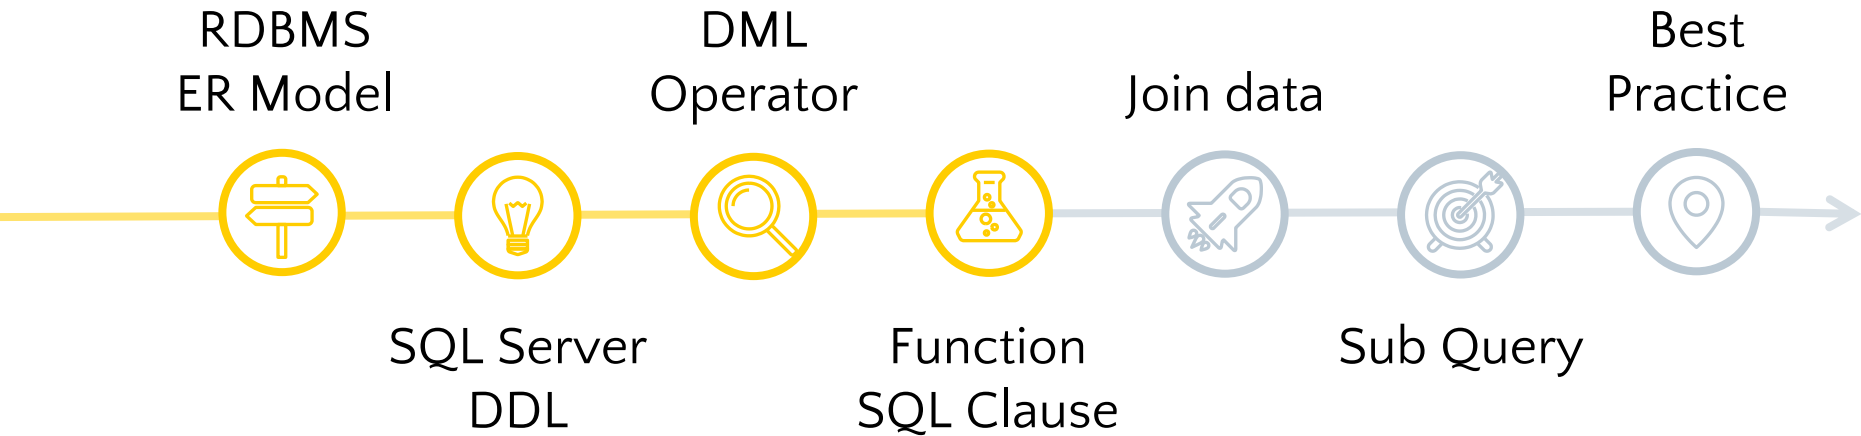 RDBMS
ER Model
SQL Server
DDL
DML
Operator
Function
SQL Clause
Join data
Sub Query
Best
Practice